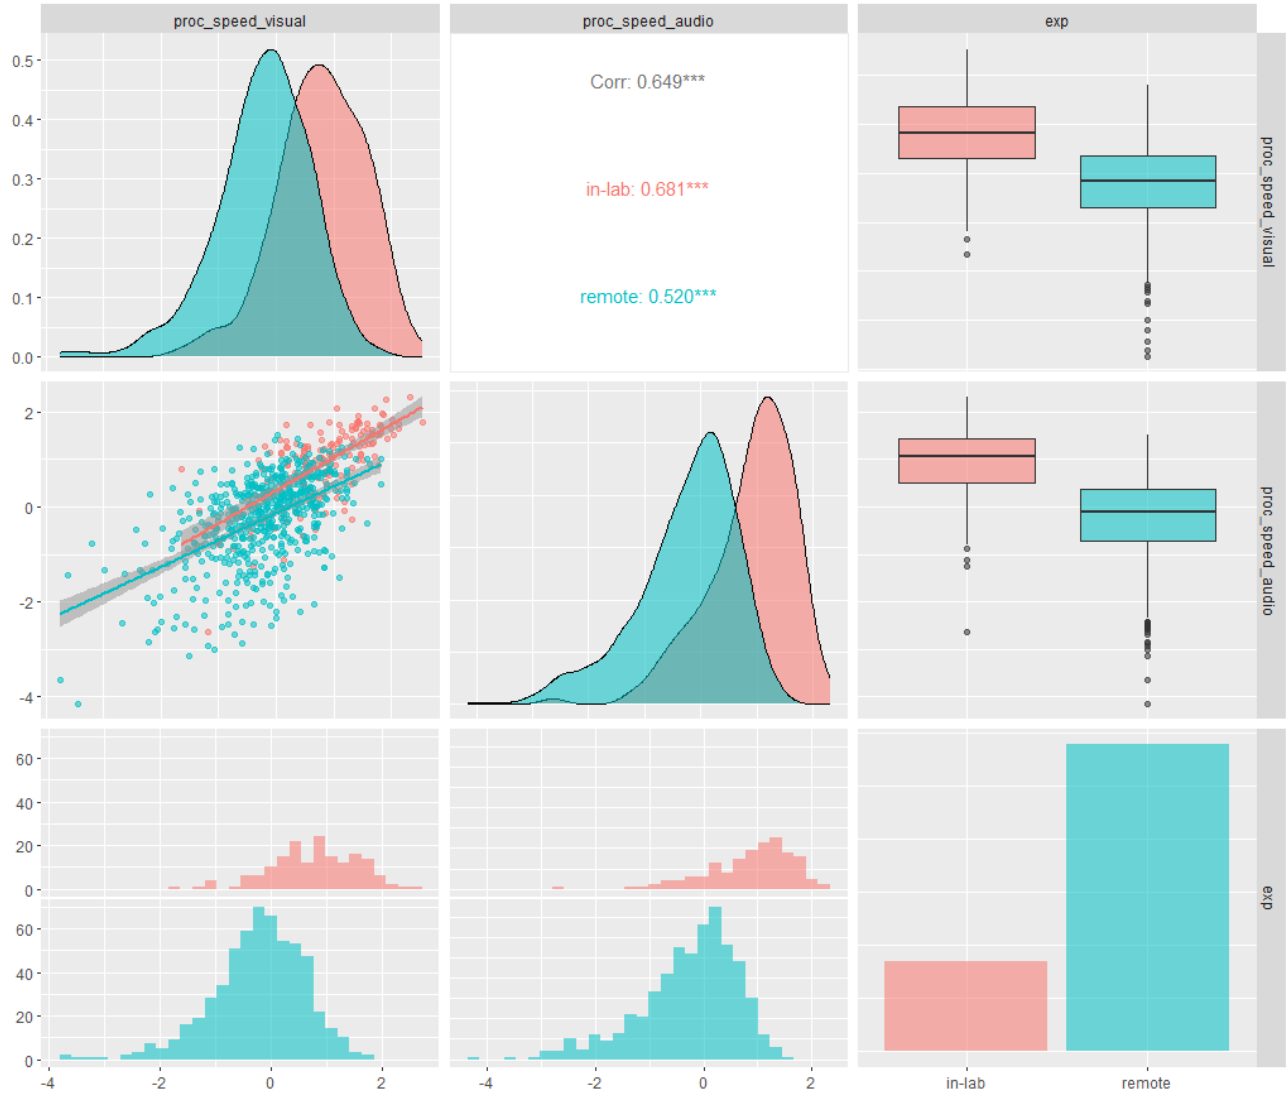 proc_speed_visual proc_speed_audio exp
0.5
0.4
0.3
0.2
0.1
0.0
Corr: 0.649***
in-lab: 0.681***
remote: 0.520***
proc_speed_visual
2
0
-2
-4
proc_speed_audio
60
40
20
0
60
40
20
0
exp
-4 -2 0 2 -4 -2 0 2 in-lab remote